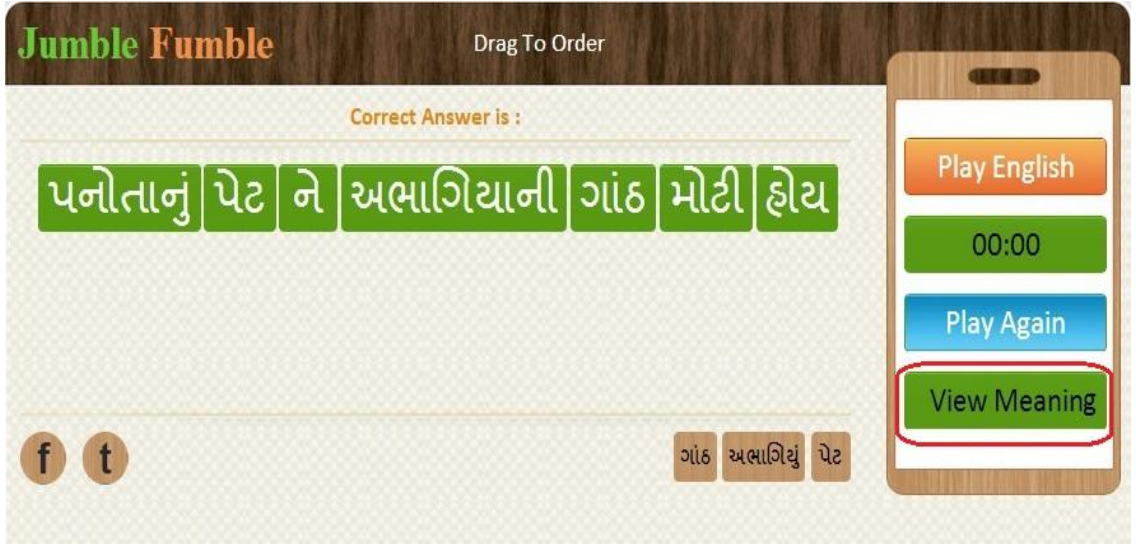 Jumble Fumble
Drag To Order
Correct Answer is :
પનોતાનું પેટ ને અભાગિયાની ગાંઠ મોટી હોય
Play English
00:00
Play Again
View Meaning
f t
ગાંઠ અભાગિયું પેટ